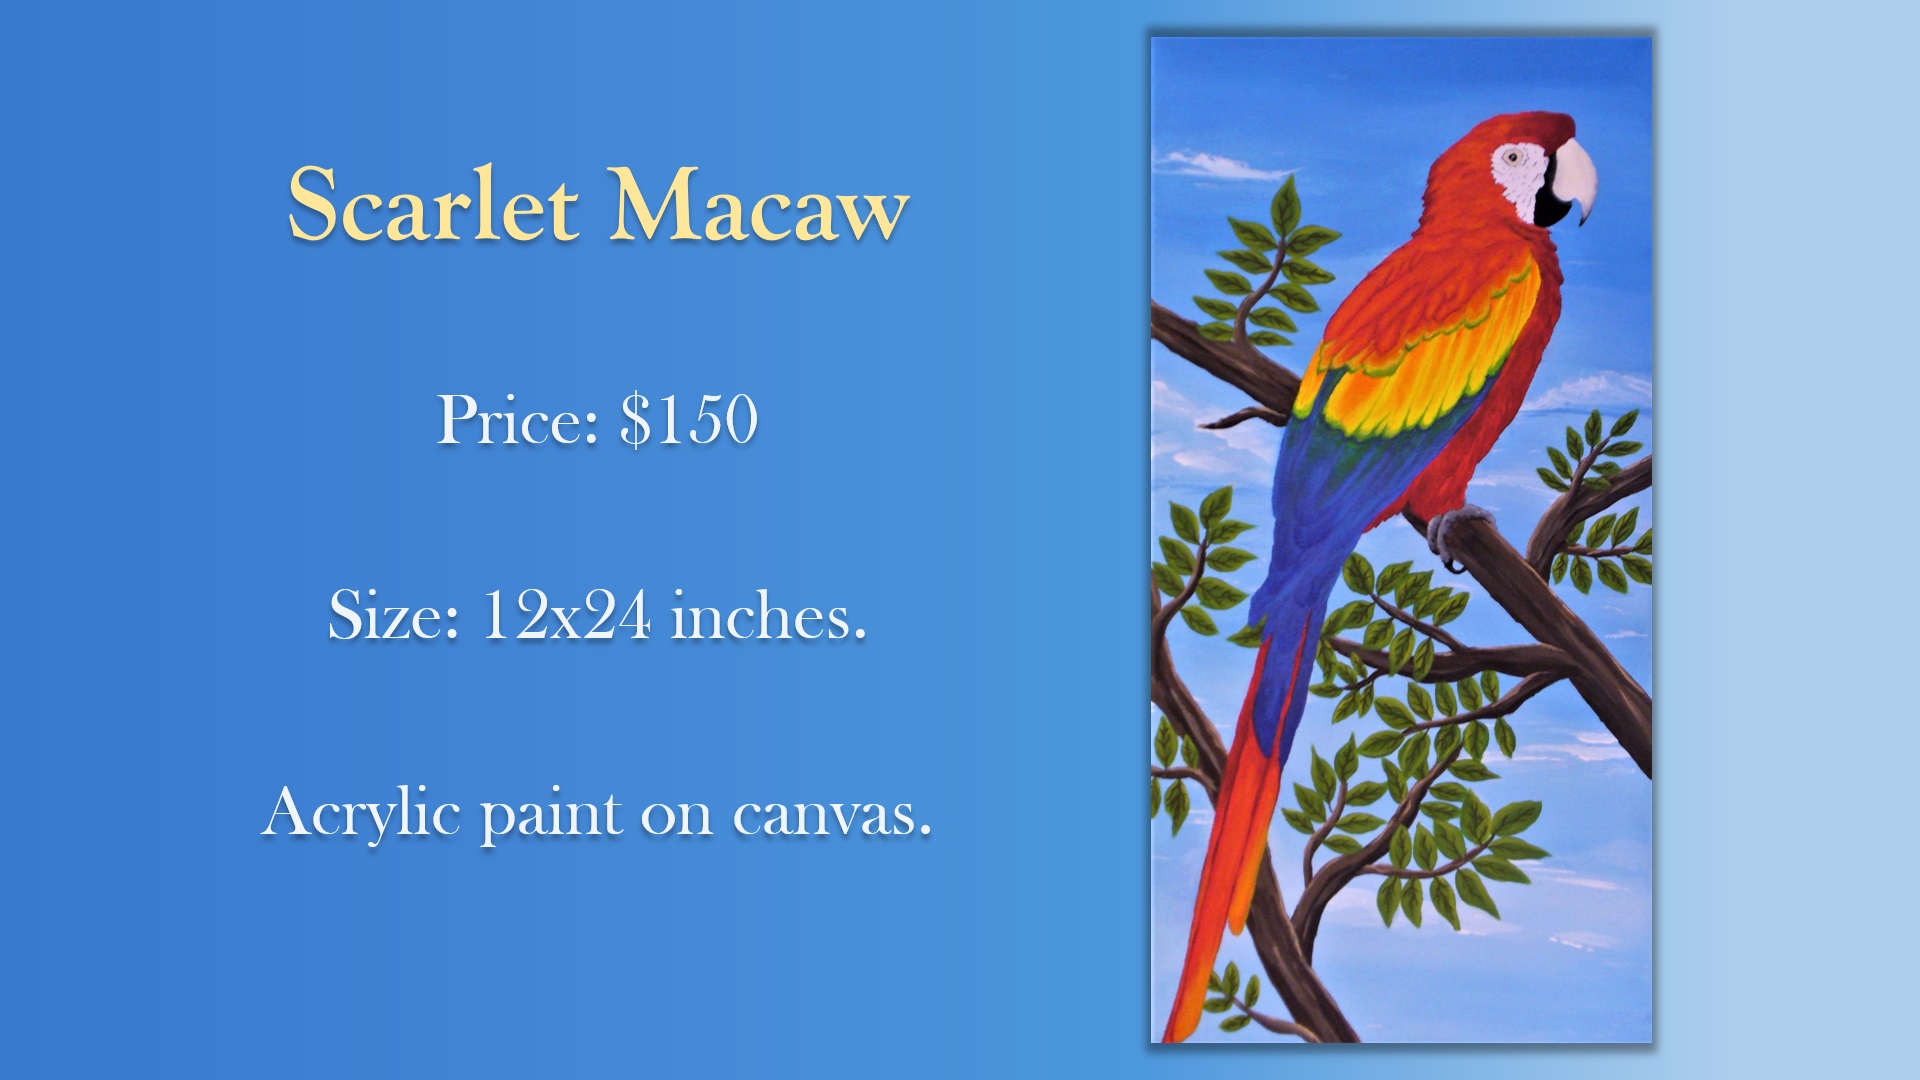 Scarlet Macaw
Price: $150
Size: 12x24 inches.
Acrylic paint on canvas.